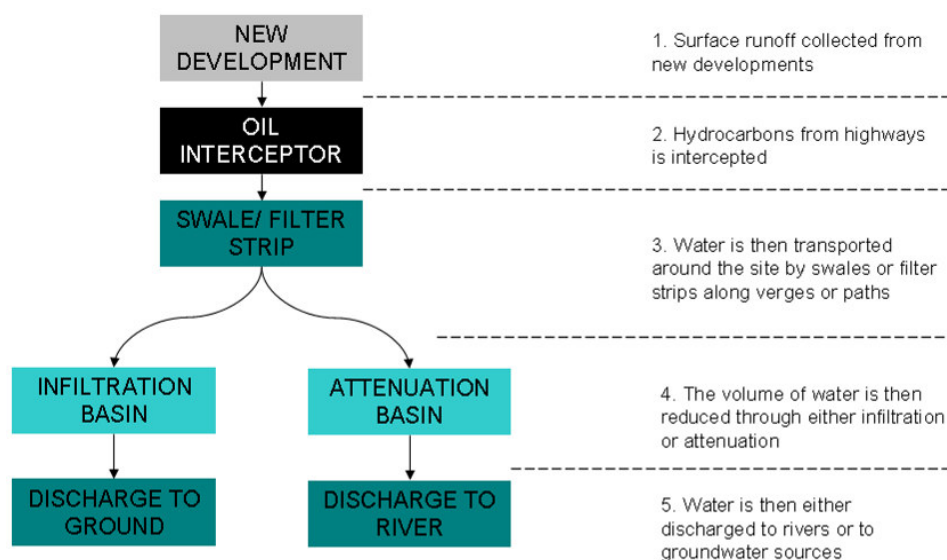 NEW
DEVELOPMENT
1. Surface runoff collected from
new developments
OIL
INTERCEPTOR
2. Hydrocarbons from highways
is intercepted
SWALE/ FILTER
STRIP
3. Water is then transported
around the site by swales or filter
strips along verges or paths
INFILTRATION
BASIN
ATTENUATION
BASIN
4. The volume of water is then
reduced through either infiltration
or attenuation
DISCHARGE TO
GROUND
DISCHARGE TO
RIVER
5. Water is then either
discharged to rivers or to
groundwater sources